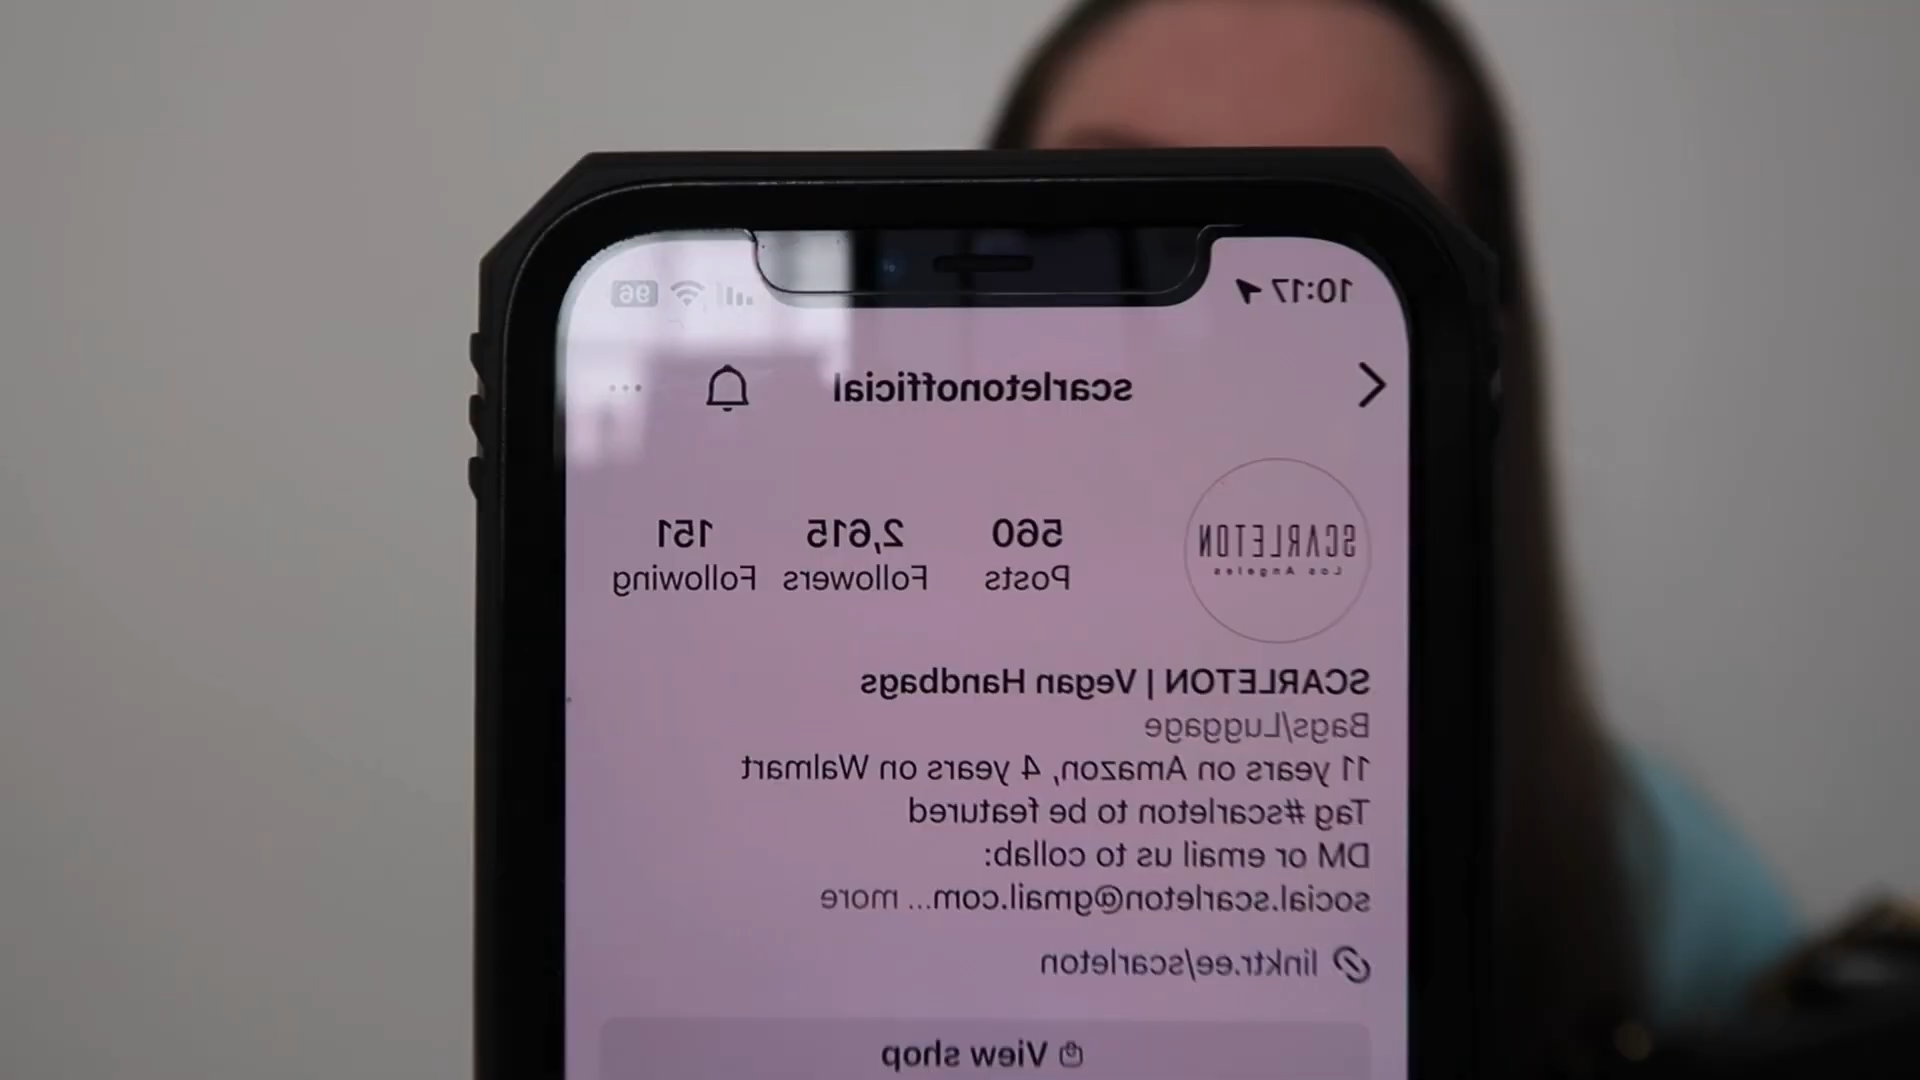 10:17
96
scarletonofficial
SCARLETON
Los Angeles
560
Posts
2,615
Followers
151
Following
SCARLETON | Vegan Handbags
Bags/Luggage
11 years on Amazon, 4 years on Walmart
Tag #scarleton to be featured
DM or email us to collab:
social.scarleton@gmail.com... more
linktr.ee/scarleton
View shop